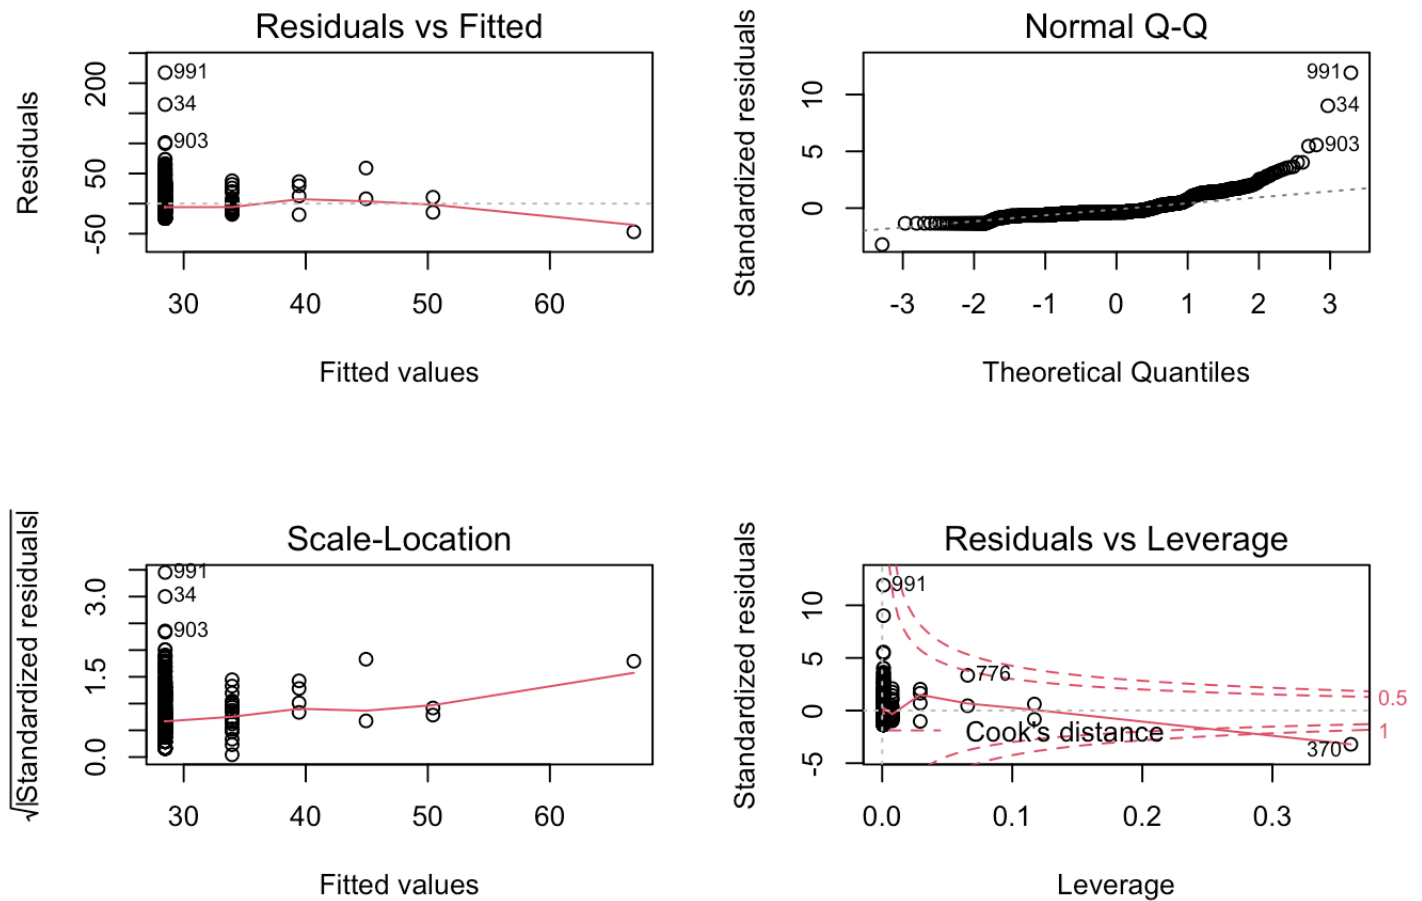 Residuals vs Fitted
Residuals
200
50
-50
991
34
903
30 40 50 60
Fitted values
Normal Q-Q
Standardized residuals
10
5
0
991
34
903
-3 -2 -1 0 1 2 3
Theoretical Quantiles
Scale-Location
√|Standardized residuals|
3.0
1.5
0.0
991
34
903
30 40 50 60
Fitted values
Residuals vs Leverage
Standardized residuals
10
5
0
-5
991
776
Cook's distance
370
0.5
1
0.0 0.1 0.2 0.3
Leverage